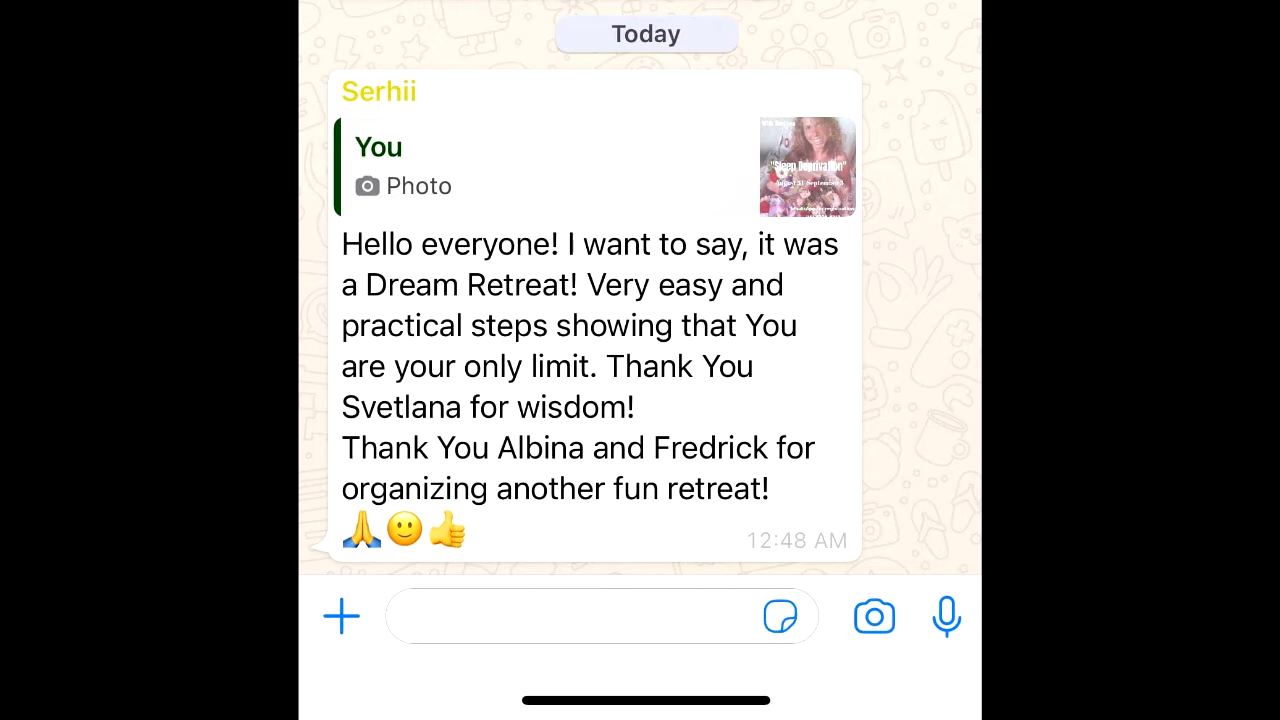 Today
Serhii
You
Photo
"Sleep Deprivation"
Hello everyone! I want to say, it was
a Dream Retreat! Very easy and
practical steps showing that You
are your only limit. Thank You
Svetlana for wisdom!
Thank You Albina and Fredrick for
organizing another fun retreat!
🙏🙂👍
12:48 AM